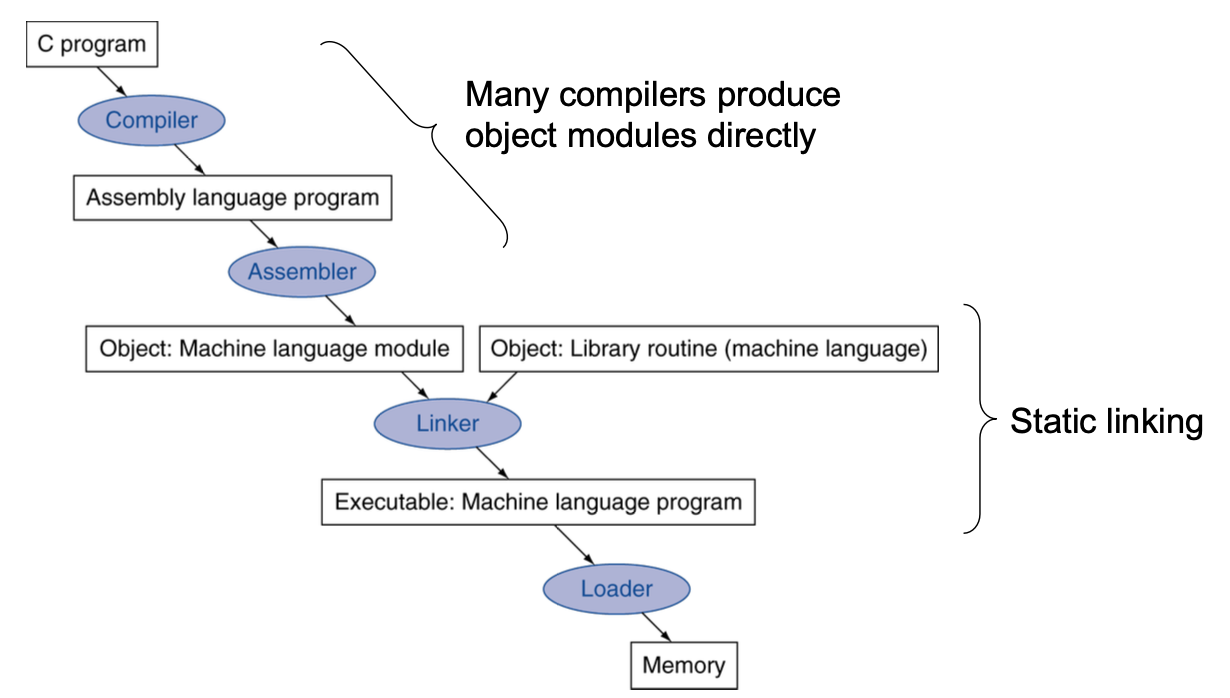 C program
Many compilers produce
object modules directly
Compiler
Assembly language program
Assembler
Object: Machine language module
Object: Library routine (machine language)
Linker
Static linking
Executable: Machine language program
Loader
Memory